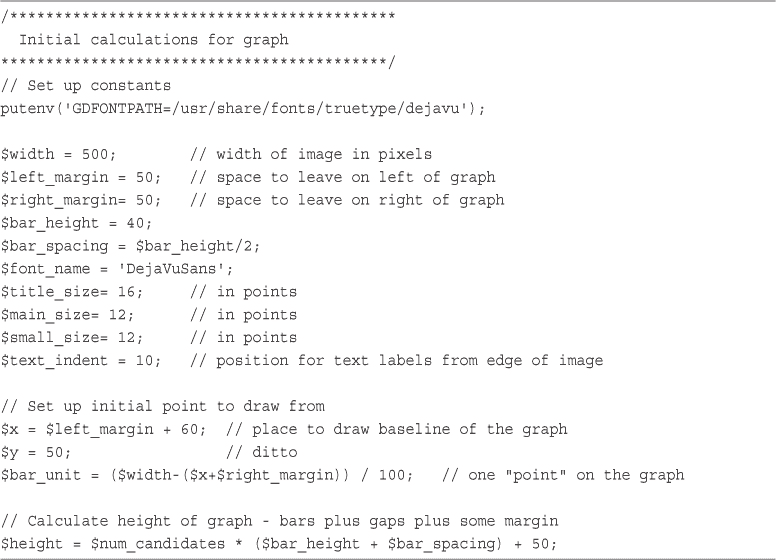 /*******************************************
  Initial calculations for graph
*******************************************/
// Set up constants
putenv('GDFONTPATH=/usr/share/fonts/truetype/dejavu');

$width = 500;        // width of image in pixels
$left_margin = 50;   // space to leave on left of graph
$right_margin= 50;   // space to leave on right of graph
$bar_height = 40;
$bar_spacing = $bar_height/2;
$font_name = 'DejaVuSans';
$title_size= 16;     // in points
$main_size= 12;      // in points
$small_size= 12;     // in points
$text_indent = 10;   // position for text labels from edge of image

// Set up initial point to draw from
$x = $left_margin + 60;  // place to draw baseline of the graph
$y = 50;                 // ditto
$bar_unit = ($width-($x+$right_margin)) / 100;   // one "point" on the graph

// Calculate height of graph - bars plus gaps plus some margin
$height = $num_candidates * ($bar_height + $bar_spacing) + 50;